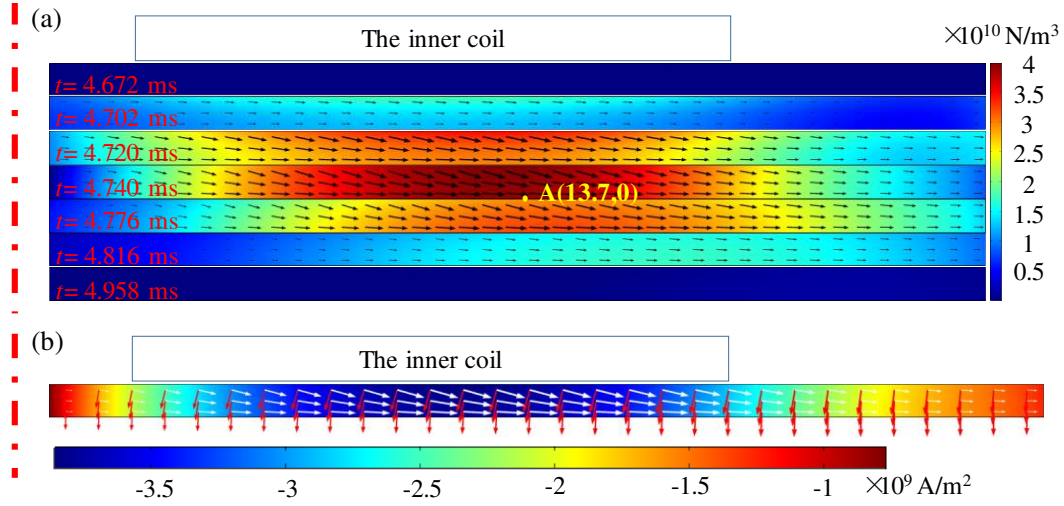 (a)
The inner coil
×10¹⁰ N/m³
t= 4.672 ms
t= 4.702 ms
t= 4.720 ms
t= 4.740 ms
A(13.7,0)
t= 4.776 ms
t= 4.816 ms
t= 4.958 ms
4
3.5
3
2.5
2
1.5
1
0.5
(b)
The inner coil
-3.5 -3 -2.5 -2 -1.5 -1 ×10⁹ A/m²